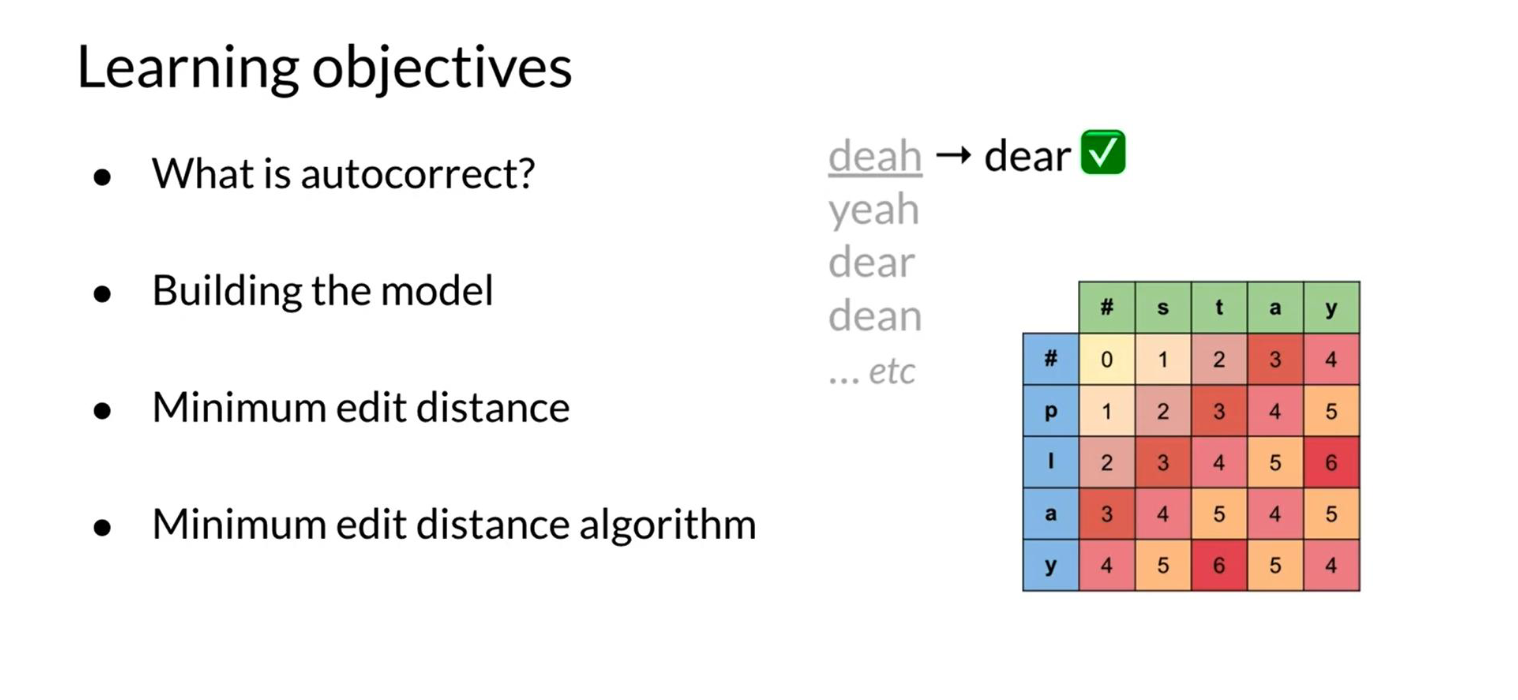 Learning objectives
● What is autocorrect?
● Building the model
● Minimum edit distance
● Minimum edit distance algorithm
deah → dear ✅
yeah
dear
dean
... etc
# s t a y
# 0 1 2 3 4
p 1 2 3 4 5
l 2 3 4 5 6
a 3 4 5 4 5
y 4 5 6 5 4